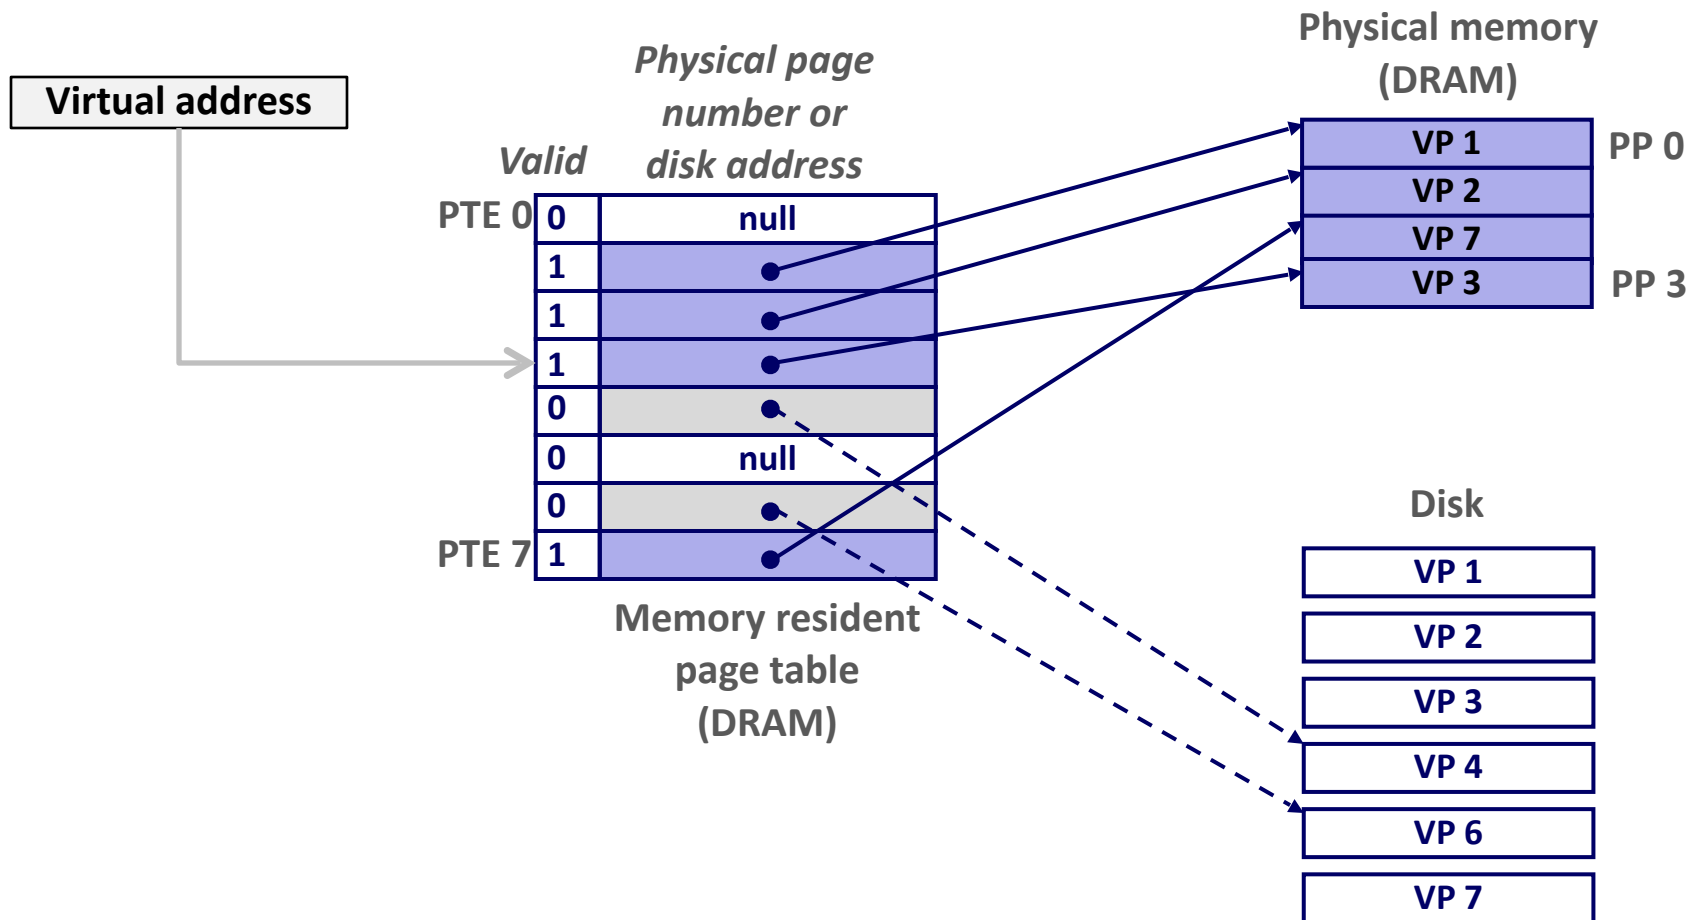 Virtual address
Physical page
number or
disk address
Valid
PTE 0
0
null
1
1
1
0
0
null
0
PTE 7
1
Memory resident
page table
(DRAM)
Physical memory
(DRAM)
VP 1
PP 0
VP 2
VP 7
VP 3
PP 3
Disk
VP 1
VP 2
VP 3
VP 4
VP 6
VP 7